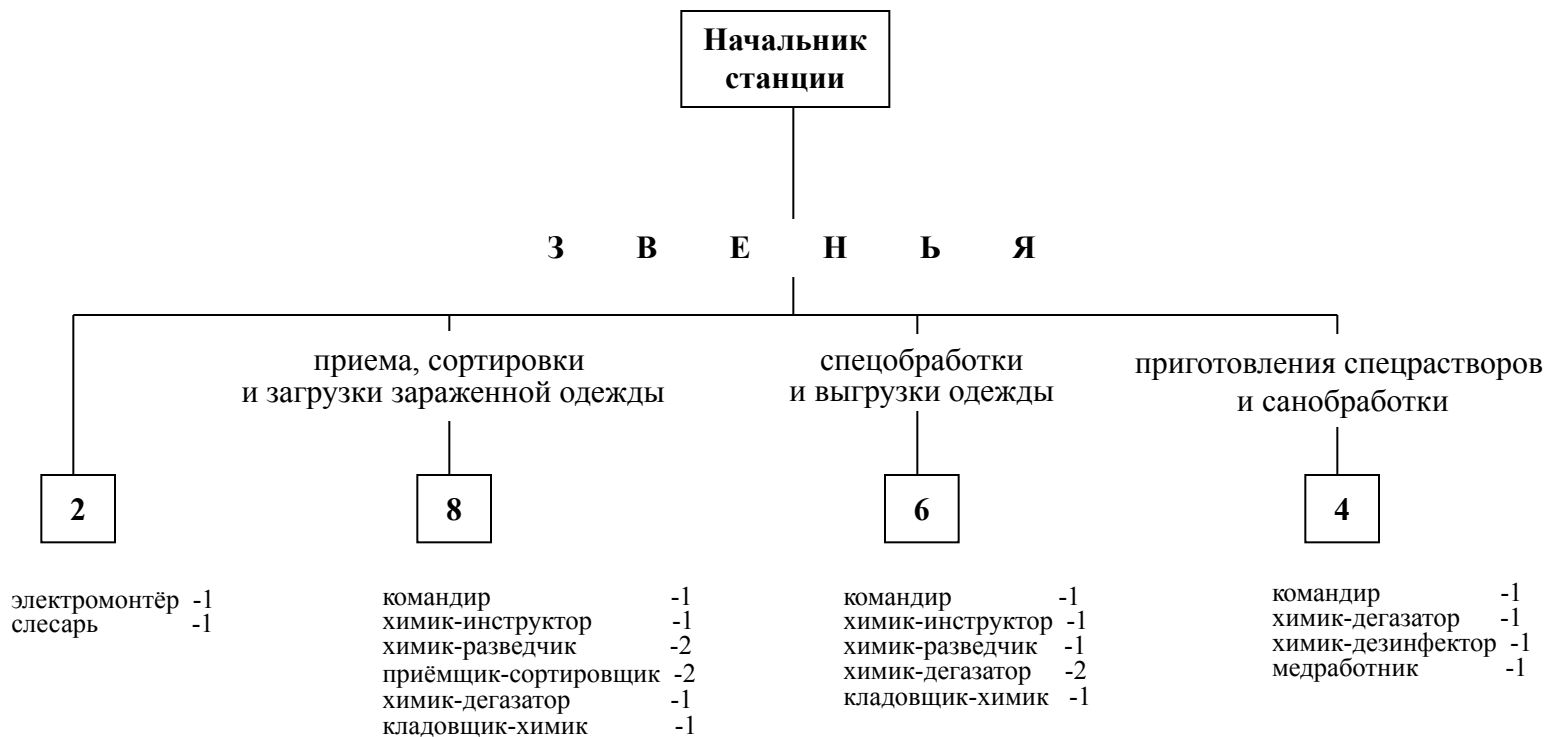 Начальник
станции
З В Е Н Ь Я
приема, сортировки
и загрузки зараженной одежды
спецобработки
и выгрузки одежды
приготовления спецрастворов
и санобработки
2
8
6
4
электромонтёр -1
слесарь -1
командир -1
химик-инструктор -1
химик-разведчик -2
приёмщик-сортировщик -2
химик-дегазатор -1
кладовщик-химик -1
командир -1
химик-инструктор -1
химик-разведчик -1
химик-дегазатор -2
кладовщик-химик -1
командир -1
химик-дегазатор -1
химик-дезинфектор -1
медработник -1